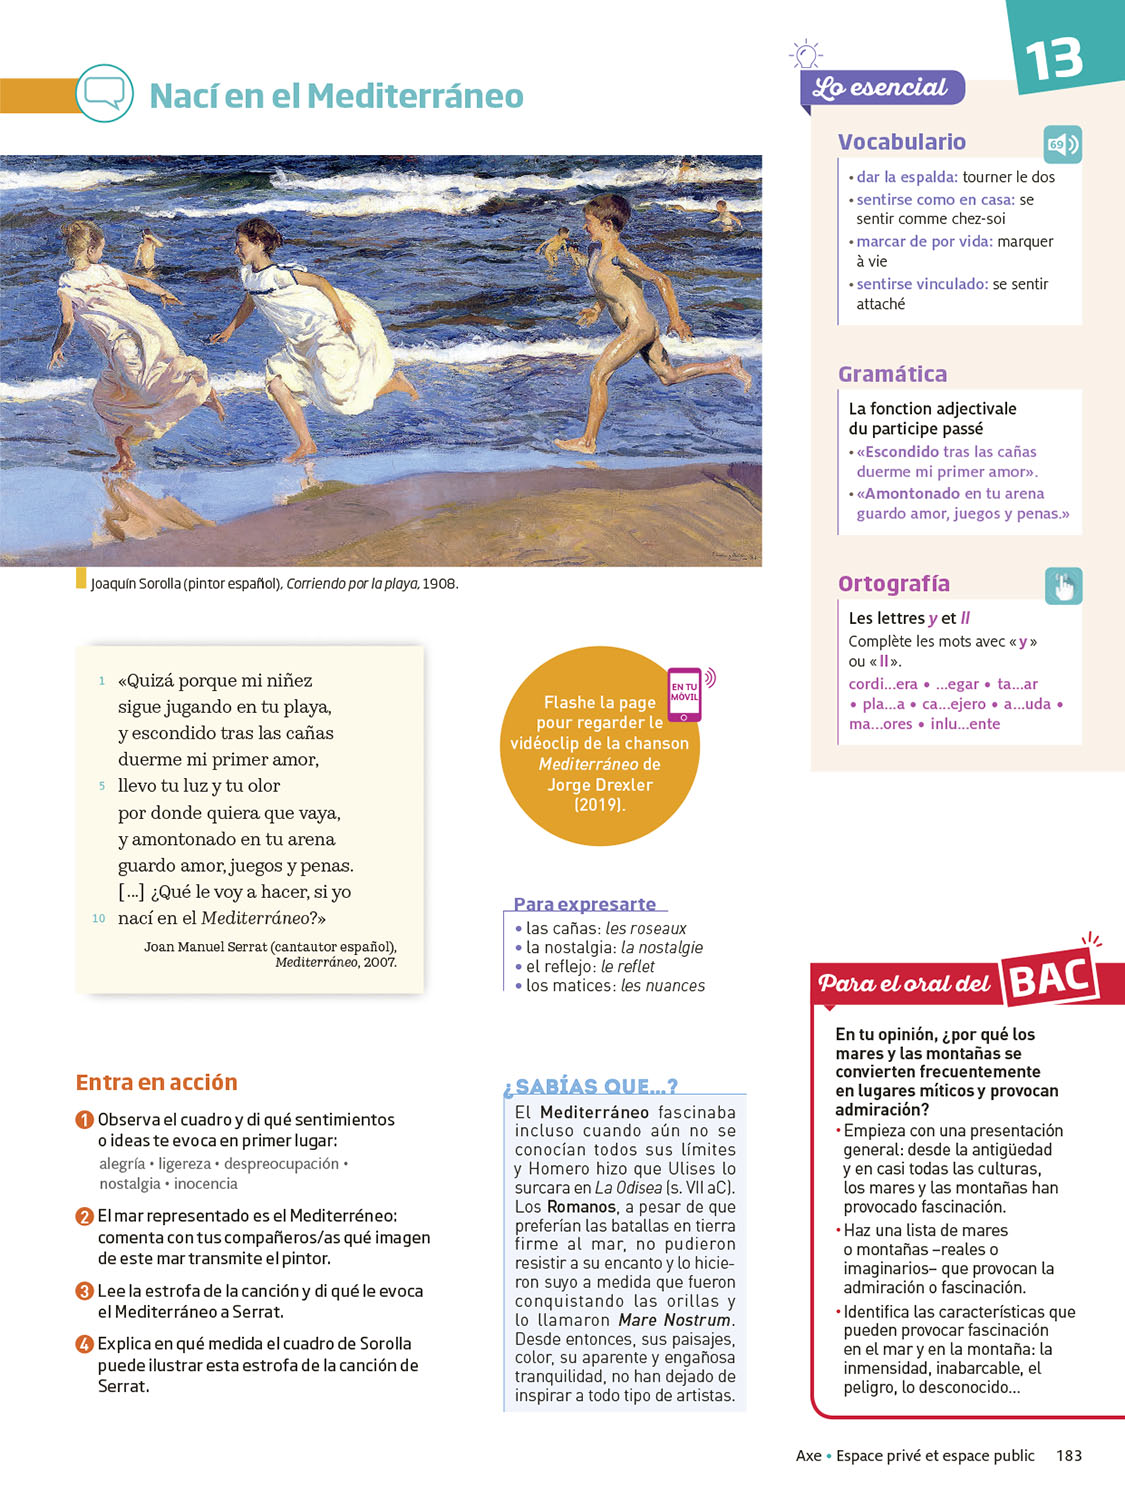 13
Nací en el Mediterráneo
Joaquín Sorolla (pintor español), Corriendo por la playa, 1908.
1 «Quizá porque mi niñez
sigue jugando en tu playa,
y escondido tras las cañas
duerme mi primer amor,
5 llevo tu luz y tu olor
por donde quiera que vaya,
y amontonado en tu arena
guardo amor, juegos y penas.
[...] ¿Qué le voy a hacer, si yo
10 nací en el Mediterráneo?»
Joan Manuel Serrat (cantautor español),
Mediterráneo, 2007.
EN TU
MÓVIL
Flashe la page
pour regarder le
vidéoclip de la chanson
Mediterráneo de
Jorge Drexler
(2019).
Para expresarte
• las cañas: les roseaux
• la nostalgia: la nostalgie
• el reflejo: le reflet
• los matices: les nuances
Entra en acción
1 Observa el cuadro y di qué sentimientos
o ideas te evoca en primer lugar:
alegría • ligereza • despreocupación •
nostalgia • inocencia
2 El mar representado es el Mediterréneo:
comenta con tus compañeros/as qué imagen
de este mar transmite el pintor.
3 Lee la estrofa de la canción y di qué le evoca
el Mediterráneo a Serrat.
4 Explica en qué medida el cuadro de Sorolla
puede ilustrar esta estrofa de la canción de
Serrat.
¿SABÍAS QUE...?
El Mediterráneo fascinaba
incluso cuando aún no se
conocían todos sus límites
y Homero hizo que Ulises lo
surcara en La Odisea (s. VII aC).
Los Romanos, a pesar de que
preferían las batallas en tierra
firme al mar, no pudieron
resistir a su encanto y lo hicie-
ron suyo a medida que fueron
conquistando las orillas y
lo llamaron Mare Nostrum.
Desde entonces, sus paisajes,
color, su aparente y engañosa
tranquilidad, no han dejado de
inspirar a todo tipo de artistas.
Lo esencial
Vocabulario
69
• dar la espalda: tourner le dos
• sentirse como en casa: se
sentir comme chez-soi
• marcar de por vida: marquer
à vie
• sentirse vinculado: se sentir
attaché
Gramática
La fonction adjectivale
du participe passé
• «Escondido tras las cañas
duerme mi primer amor».
• «Amontonado en tu arena
guardo amor, juegos y penas.»
Ortografía
Les lettres y et ll
Complète les mots avec « y »
ou « ll ».
cordi...era • ...egar • ta...ar
• pla...a • ca...ejero • a...uda •
ma...ores • inlu...ente
Para el oral del BAC
En tu opinión, ¿por qué los
mares y las montañas se
convierten frecuentemente
en lugares míticos y provocan
admiración?
• Empieza con una presentación
general: desde la antigüedad
y en casi todas las culturas,
los mares y las montañas han
provocado fascinación.
• Haz una lista de mares
o montañas –reales o
imaginarios– que provocan la
admiración o fascinación.
• Identifica las características que
pueden provocar fascinación
en el mar y en la montaña: la
inmensidad, inabarcable, el
peligro, lo desconocido...
Axe • Espace privé et espace public 183